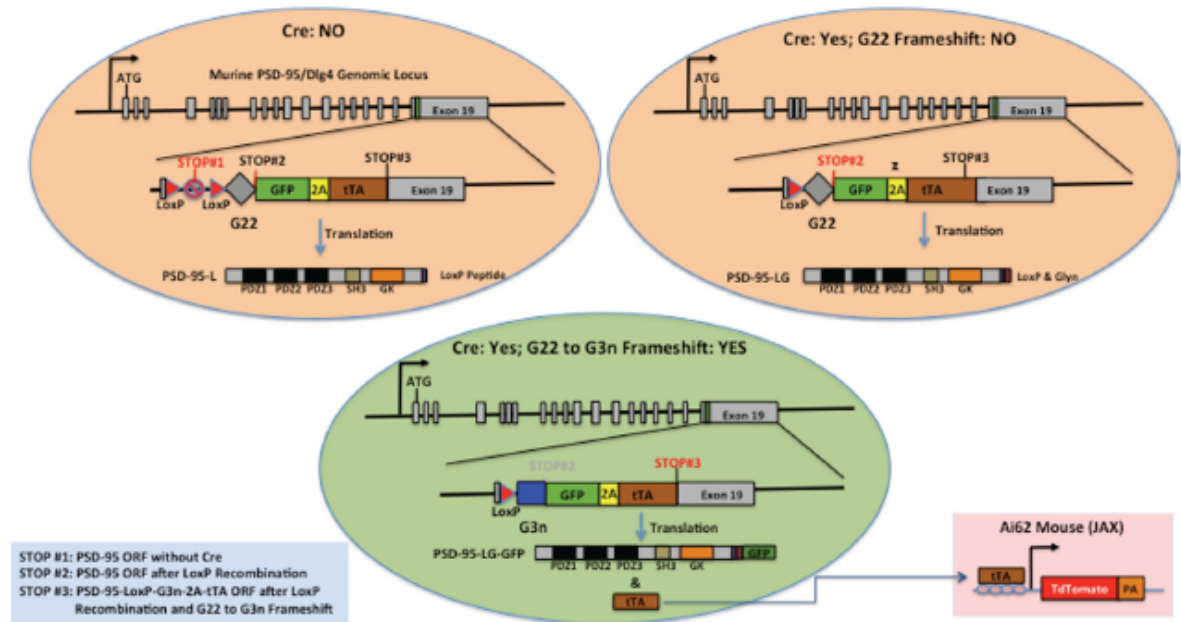 Cre: NO
ATG
Murine PSD-95/Dlg4 Genomic Locus
Exon 19
STOP#1
STOP#2
STOP#3
GFP
2A
tTA
Exon 19
LoxP
LoxP
G22
Translation
PSD-95-L
LoxP Peptide
PDZ1
PDZ2
PDZ3
SH3
GK
Cre: Yes; G22 Frameshift: NO
ATG
Exon 19
STOP#2
I
STOP#3
GFP
2A
tTA
Exon 19
LoxP
G22
Translation
PSD-95-LG
LoxP & Glyn
PDZ1
PDZ2
PDZ3
SH3
GK
Cre: Yes; G22 to G3n Frameshift: YES
ATG
Exon 19
STOP#2
STOP#3
GFP
2A
tTA
Exon 19
LoxP
G3n
Translation
PSD-95-LG-GFP
GFP
PDZ1
PDZ2
PDZ3
SH3
GK
&
tTA
STOP #1: PSD-95 ORF without Cre
STOP #2: PSD-95 ORF after LoxP Recombination
STOP #3: PSD-95-LoxP-G3n-2A-tTA ORF after LoxP
Recombination and G22 to G3n Frameshift
Ai62 Mouse (JAX)
tTA
TdTomato
PA